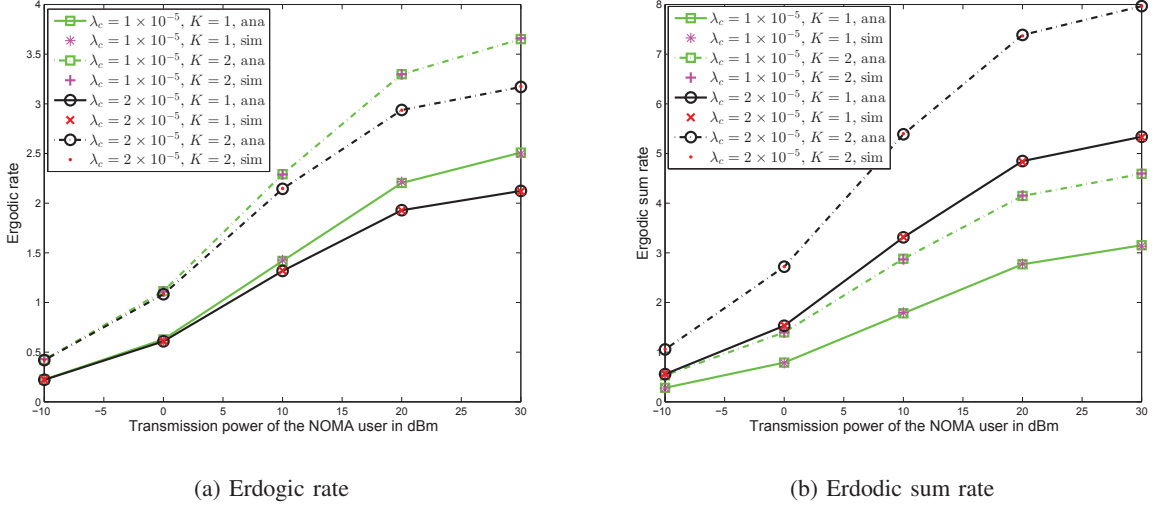 λc = 1 × 10−5, K = 1, ana
λc = 1 × 10−5, K = 1, sim
λc = 1 × 10−5, K = 2, ana
λc = 1 × 10−5, K = 2, sim
λc = 2 × 10−5, K = 1, ana
λc = 2 × 10−5, K = 1, sim
λc = 2 × 10−5, K = 2, ana
λc = 2 × 10−5, K = 2, sim
4
3.5
3
2.5
2
1.5
1
0.5
0
Ergodic rate
−10
−5
0
5
10
15
20
25
30
Transmission power of the NOMA user in dBm
(a) Erdogic rate
λc = 1 × 10−5, K = 1, ana
λc = 1 × 10−5, K = 1, sim
λc = 1 × 10−5, K = 2, ana
λc = 1 × 10−5, K = 2, sim
λc = 2 × 10−5, K = 1, ana
λc = 2 × 10−5, K = 1, sim
λc = 2 × 10−5, K = 2, ana
λc = 2 × 10−5, K = 2, sim
8
7
6
5
4
3
2
1
0
Ergodic sum rate
−10
−5
0
5
10
15
20
25
30
Transmission power of the NOMA user in dBm
(b) Erdodic sum rate